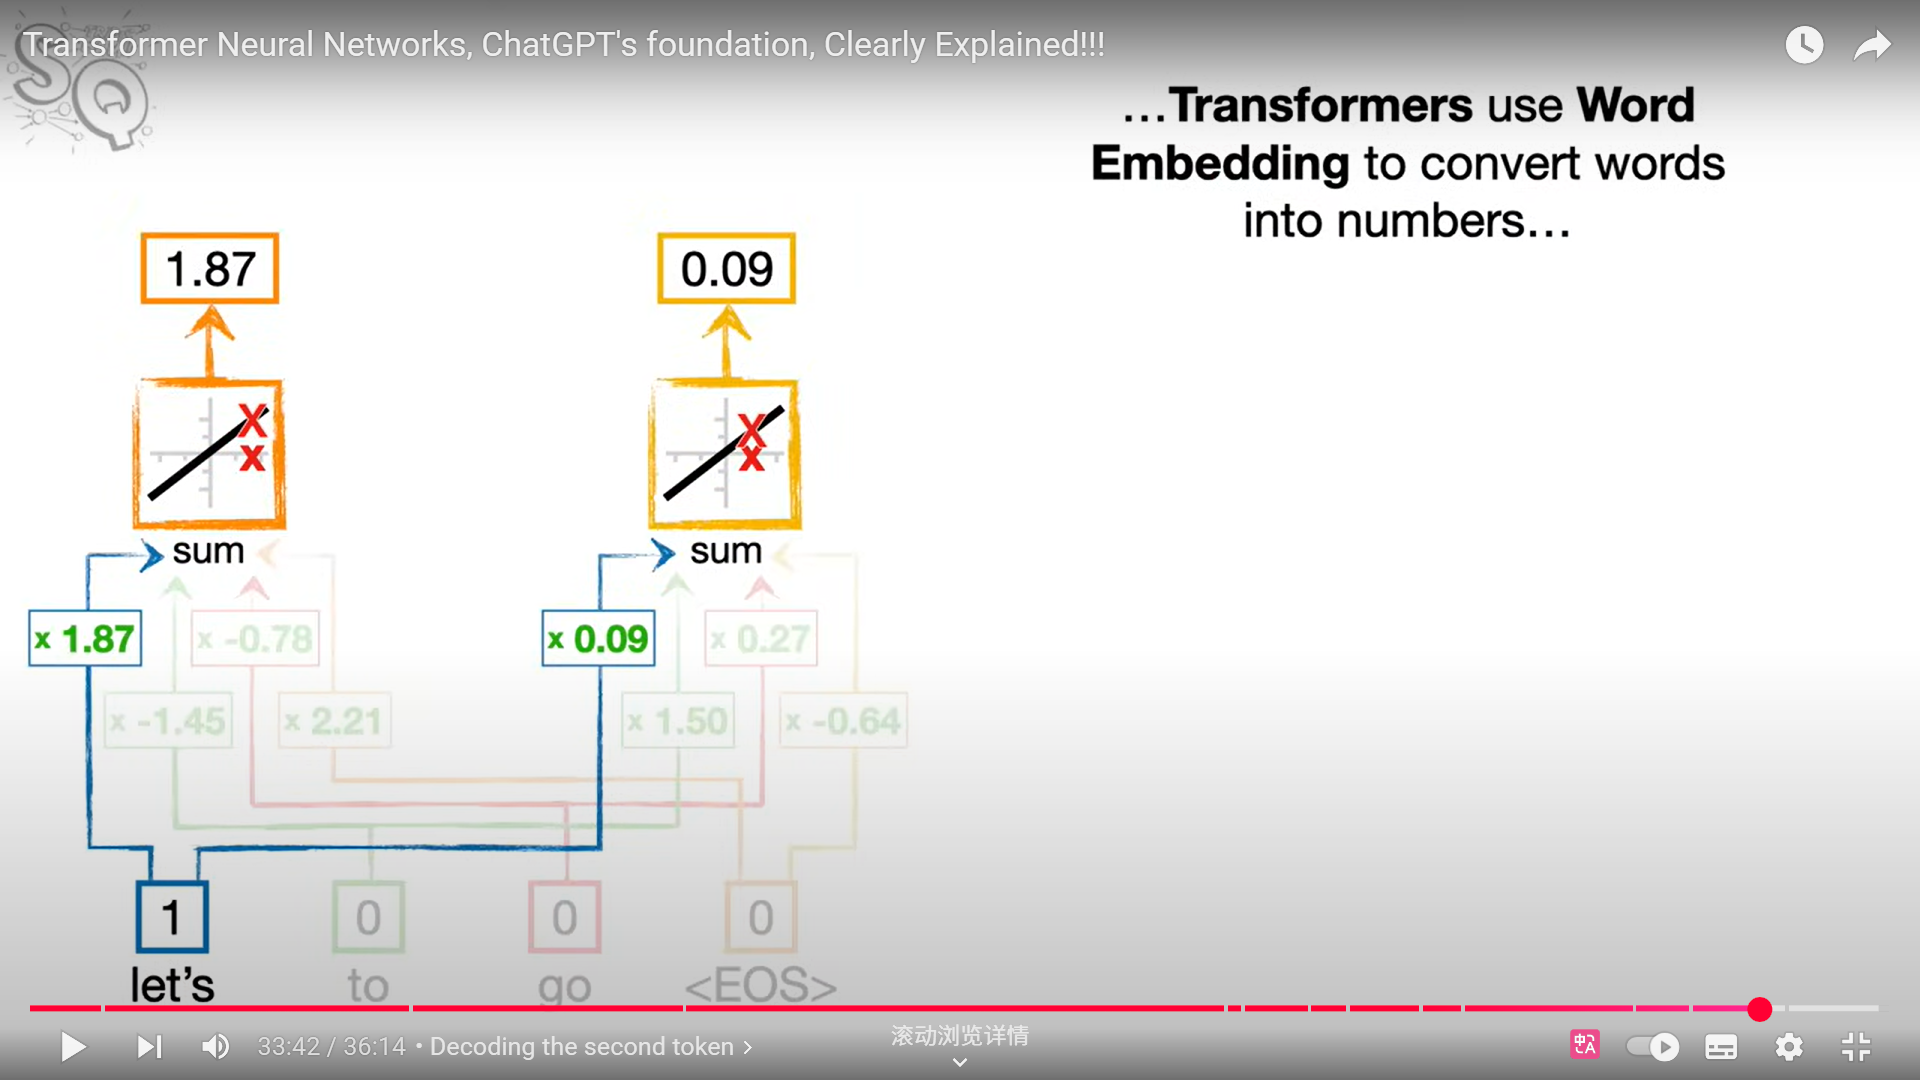 Transformer Neural Networks, ChatGPT's foundation, Clearly Explained!!!
SQ
…Transformers use Word
Embedding to convert words
into numbers…
1.87
0.09
sum
sum
x 1.87
x -0.78
x 0.09
x 0.27
x -1.45
x 2.21
x 1.50
x -0.64
1
0
0
0
let’s
to
go
<EOS>
滚动浏览详情
33:42 / 36:14 • Decoding the second token
中
A